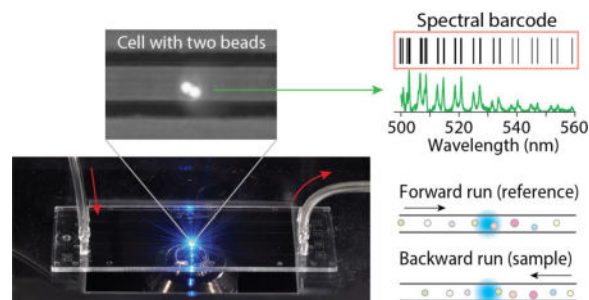 Cell with two beads
Spectral barcode
500 520 540 560
Wavelength (nm)
Forward run (reference)
Backward run (sample)